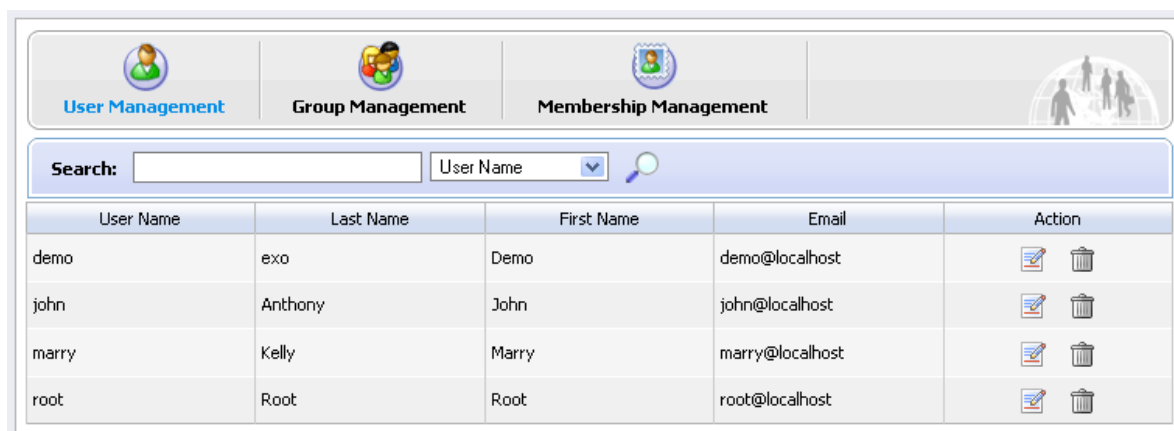 User Management Group Management Membership Management
Search: User Name
User Name Last Name First Name Email Action
demo exo Demo demo@localhost
john Anthony John john@localhost
marry Kelly Marry marry@localhost
root Root Root root@localhost